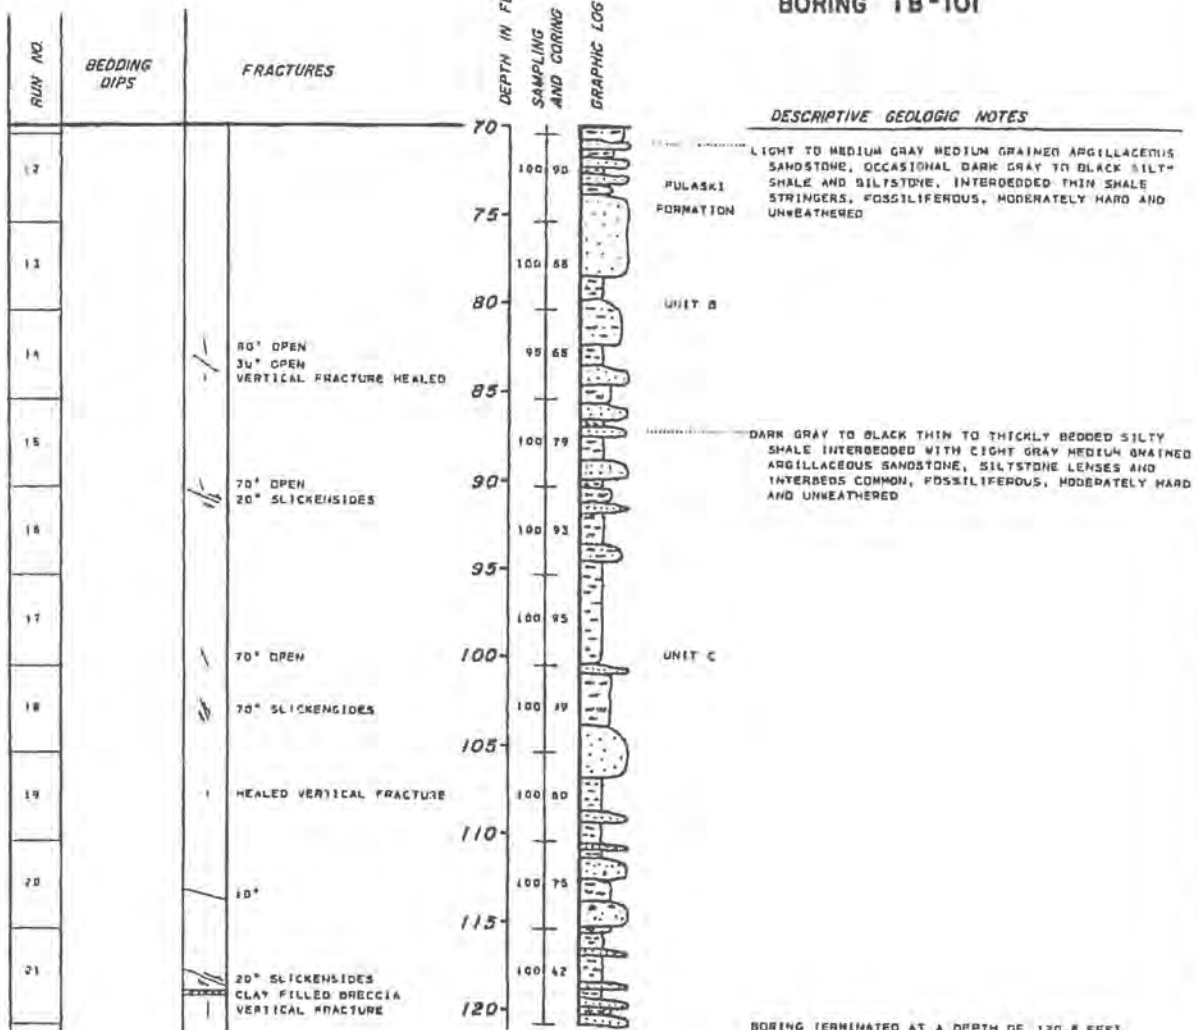 BORING TB-101
RUN NO.
BEDDING DIPS
FRACTURES
DEPTH IN
SAMPLING AND CORING
GRAPHIC LOG
DESCRIPTIVE GEOLOGIC NOTES
70
LIGHT TO MEDIUM GRAY MEDIUM GRAINED ARGILLACEOUS
SANDSTONE, OCCASIONAL DARK GRAY TO BLACK SILTY
SHALE AND SILTSTONE, INTERBEDDED THIN SHALE
STRINGERS, FOSSILIFEROUS, MODERATELY HARD AND
UNWEATHERED
12
100 90
PULASKI
FORMATION
75
13
100 68
80
UNIT B
14
80° OPEN
30° OPEN
VERTICAL FRACTURE HEALED
95 65
85
15
100 79
DARK GRAY TO BLACK THIN TO THICKLY BEDDED SILTY
SHALE INTERBEDDED WITH LIGHT GRAY MEDIUM GRAINED
ARGILLACEOUS SANDSTONE, SILTSTONE LENSES AND
INTERBEDS COMMON, FOSSILIFEROUS, MODERATELY HARD
AND UNWEATHERED
90
70° OPEN
20° SLICKENSIDES
16
100 93
95
17
100 95
70° OPEN
100
UNIT C
18
70° SLICKENSIDES
100
105
19
HEALED VERTICAL FRACTURE
100 80
110
20
10°
100 75
115
21
20° SLICKENSIDES
CLAY FILLED BRECCIA
VERTICAL FRACTURE
100 42
120
BORING TERMINATED AT A DEPTH OF FEET